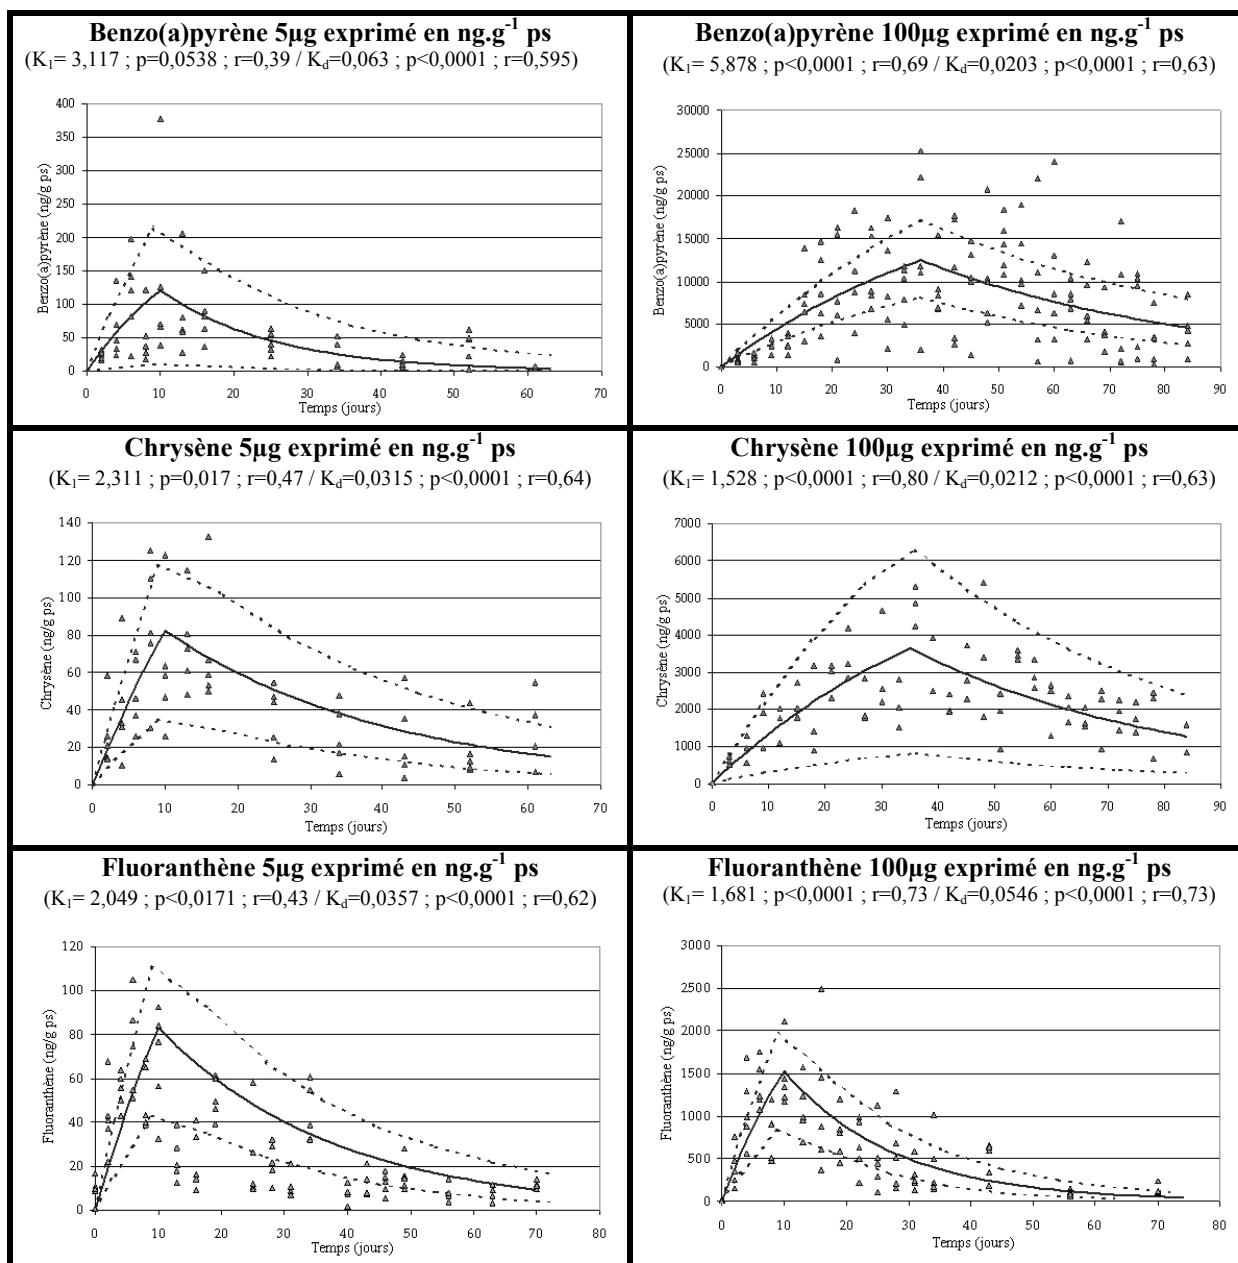 Benzo(a)pyrène 5µg exprimé en ng.g-1 ps
(K1= 3,117 ; p=0,0538 ; r=0,39 / Kd=0,063 ; p<0,0001 ; r=0,595)
400
350
300
250
200
150
100
50
0
Benzo(a)pyrène (ng/g ps)
0 10 20 30 40 50 60 70
Temps (jours)
Benzo(a)pyrène 100µg exprimé en ng.g-1 ps
(K1= 5,878 ; p<0,0001 ; r=0,69 / Kd=0,0203 ; p<0,0001 ; r=0,63)
30000
25000
20000
15000
10000
5000
0
Benzo(a)pyrène (ng/g ps)
0 10 20 30 40 50 60 70 80 90
Temps (jours)
Chrysène 5µg exprimé en ng.g-1 ps
(K1= 2,311 ; p=0,017 ; r=0,47 / Kd=0,0315 ; p<0,0001 ; r=0,64)
140
120
100
80
60
40
20
0
Chrysène (ng/g ps)
0 10 20 30 40 50 60 70
Temps (jours)
Chrysène 100µg exprimé en ng.g-1 ps
(K1= 1,528 ; p<0,0001 ; r=0,80 / Kd=0,0212 ; p<0,0001 ; r=0,63)
7000
6000
5000
4000
3000
2000
1000
0
Chrysène (ng/g ps)
0 10 20 30 40 50 60 70 80 90
Temps (jours)
Fluoranthène 5µg exprimé en ng.g-1 ps
(K1= 2,049 ; p<0,0171 ; r=0,43 / Kd=0,0357 ; p<0,0001 ; r=0,62)
120
100
80
60
40
20
0
Fluoranthène (ng/g ps)
0 10 20 30 40 50 60 70 80
Temps (jours)
Fluoranthène 100µg exprimé en ng.g-1 ps
(K1= 1,681 ; p<0,0001 ; r=0,73 / Kd=0,0546 ; p<0,0001 ; r=0,73)
3000
2500
2000
1500
1000
500
0
Fluoranthène (ng/g ps)
0 10 20 30 40 50 60 70 80
Temps (jours)